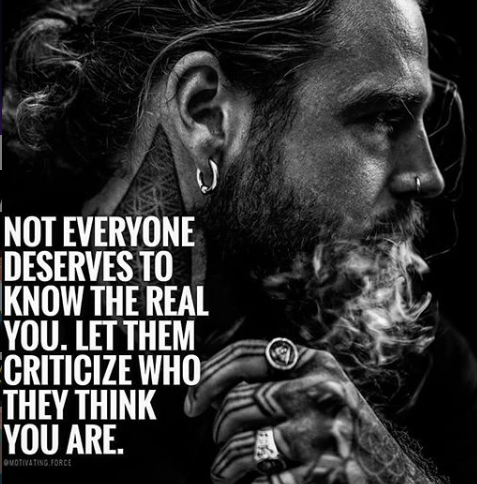 NOT EVERYONE
DESERVES TO
KNOW THE REAL
YOU. LET THEM
CRITICIZE WHO
THEY THINK
YOU ARE.
@MOTIVATING.FORCE